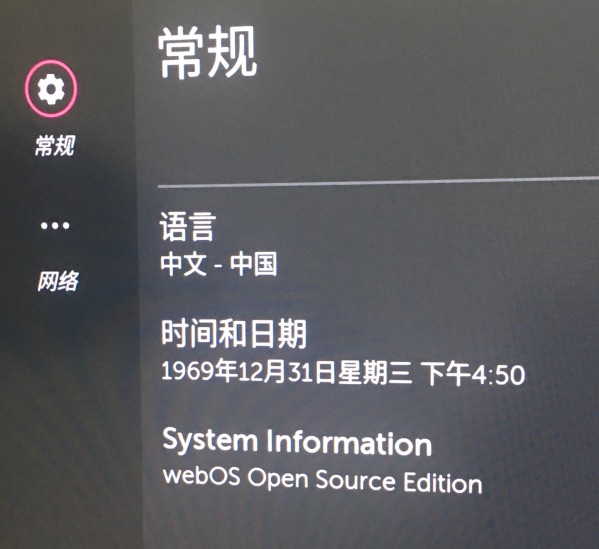 常规
常规
网络
语言
中文 - 中国
时间和日期
1969年12月31日星期三 下午4:50
System Information
webOS Open Source Edition